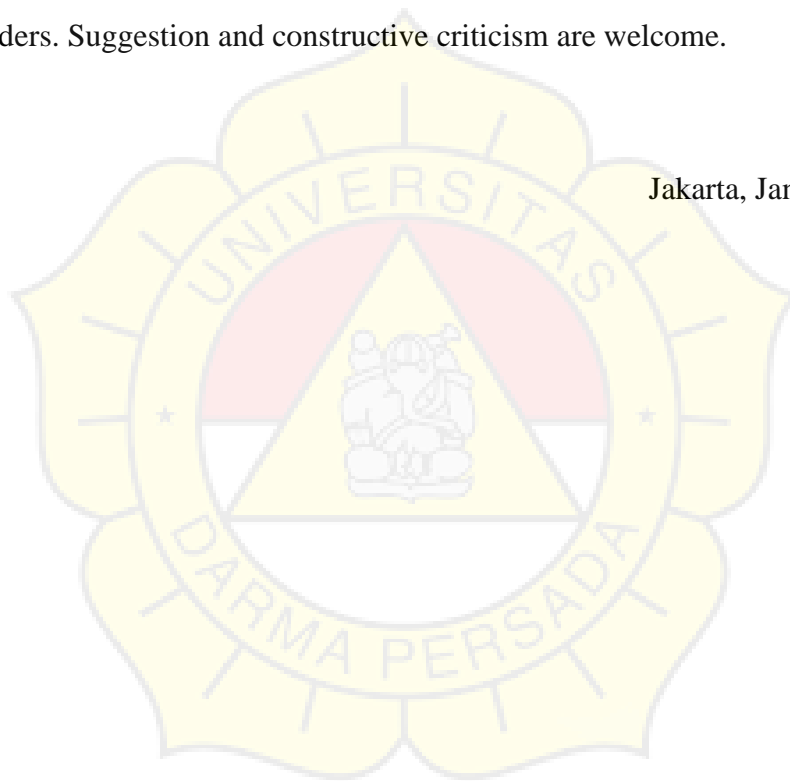 ders. Suggestion and constructive criticism are welcome.
Jakarta, Jan
UNIVERSITAS
DARMA PERSADA